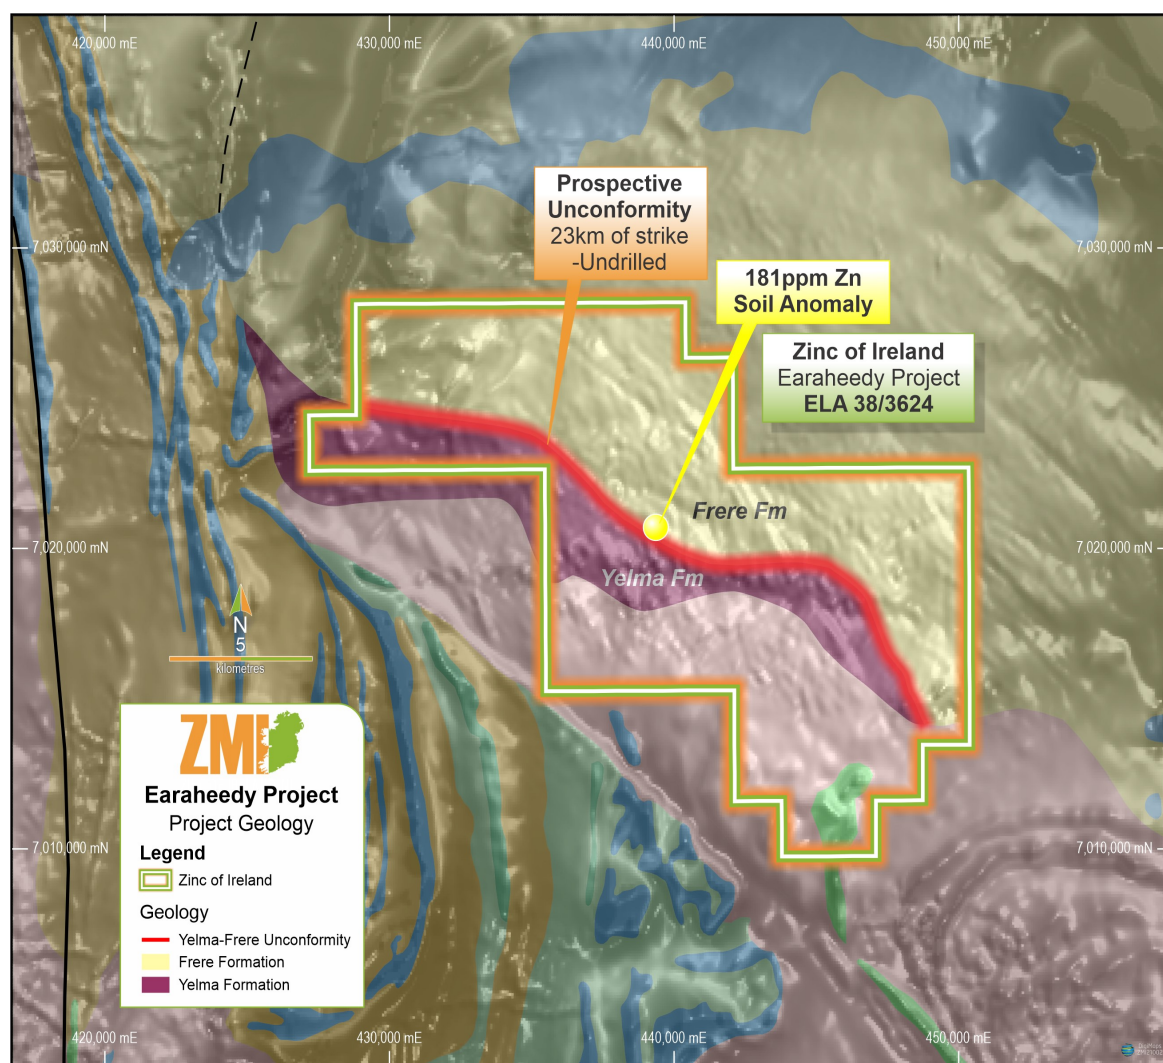 420,000 mE
430,000 mE
440,000 mE
450,000 mE
7,030,000 mN
7,030,000 mN
Prospective
Unconformity
23km of strike
-Undrilled
181ppm Zn
Soil Anomaly
Zinc of Ireland
Earaheedy Project
ELA 38/3624
Frere Fm
7,020,000 mN
7,020,000 mN
Yelma Fm
N
5
kilometres
ZMI
Earaheedy Project
Project Geology
Legend
Zinc of Ireland
Geology
Yelma-Frere Unconformity
Frere Formation
Yelma Formation
7,010,000 mN
7,010,000 mN
420,000 mE
430,000 mE
440,000 mE
450,000 mE